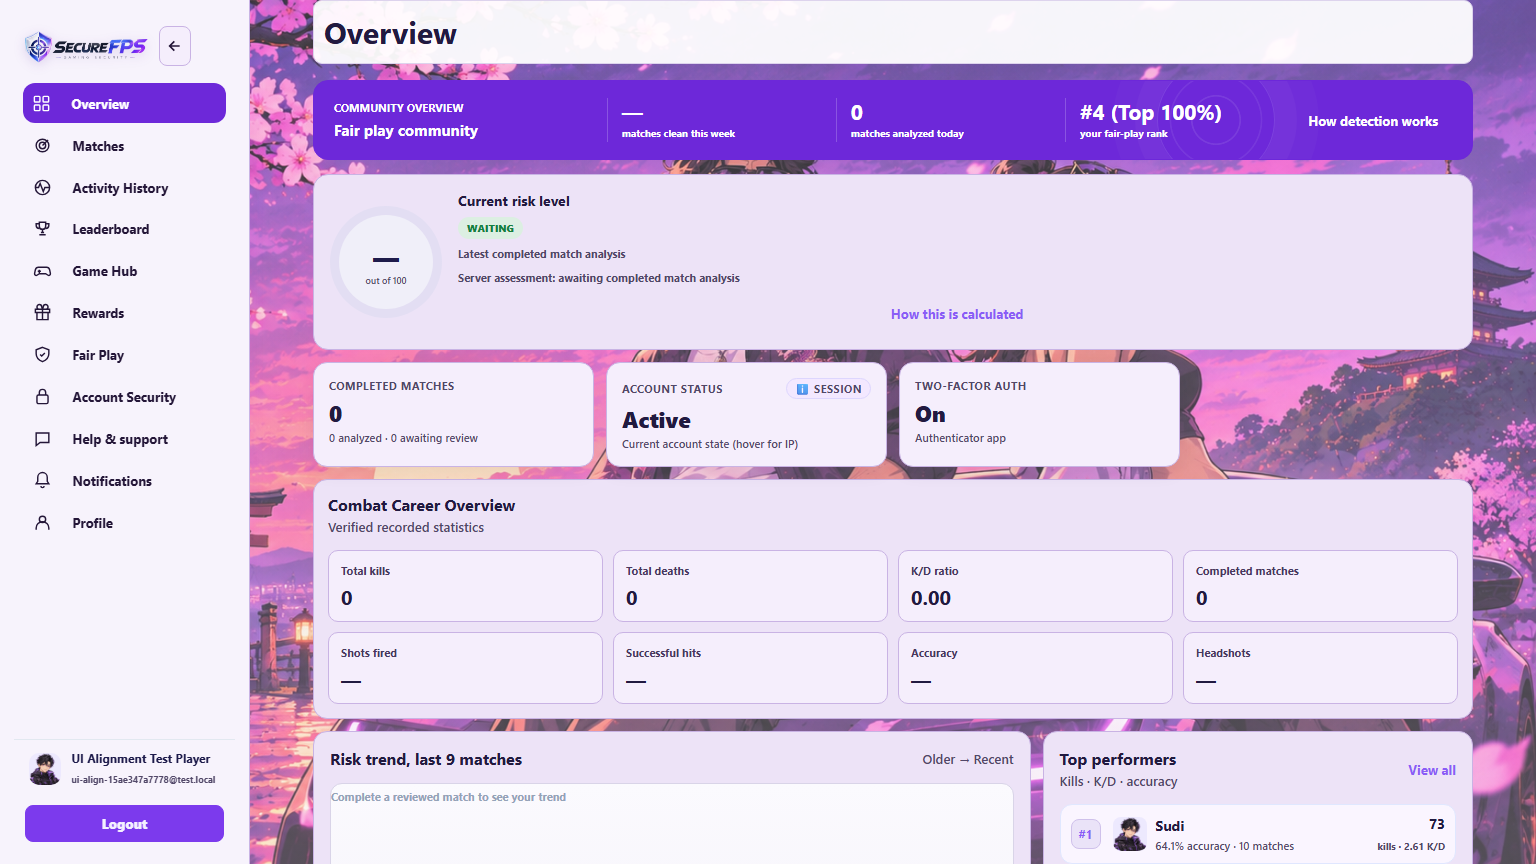 SECUREFPS
GAMING SECURITY
Overview
Matches
Activity History
Leaderboard
Game Hub
Rewards
Fair Play
Account Security
Help & support
Notifications
Profile
UI Alignment Test Player
ui-align-15ae347a7778@test.local
Logout
Overview
COMMUNITY OVERVIEW
Fair play community
—
matches clean this week
0
matches analyzed today
#4 (Top 100%)
your fair-play rank
How detection works
—
out of 100
Current risk level
WAITING
Latest completed match analysis
Server assessment: awaiting completed match analysis
How this is calculated
COMPLETED MATCHES
0
0 analyzed · 0 awaiting review
ACCOUNT STATUS
ℹ️ SESSION
Active
Current account state (hover for IP)
TWO-FACTOR AUTH
On
Authenticator app
Combat Career Overview
Verified recorded statistics
Total kills
0
Total deaths
0
K/D ratio
0.00
Completed matches
0
Shots fired
—
Successful hits
—
Accuracy
—
Headshots
—
Risk trend, last 9 matches
Older → Recent
Complete a reviewed match to see your trend
Top performers
Kills · K/D · accuracy
View all
#1
Sudi
64.1% accuracy · 10 matches
73
kills · 2.61 K/D